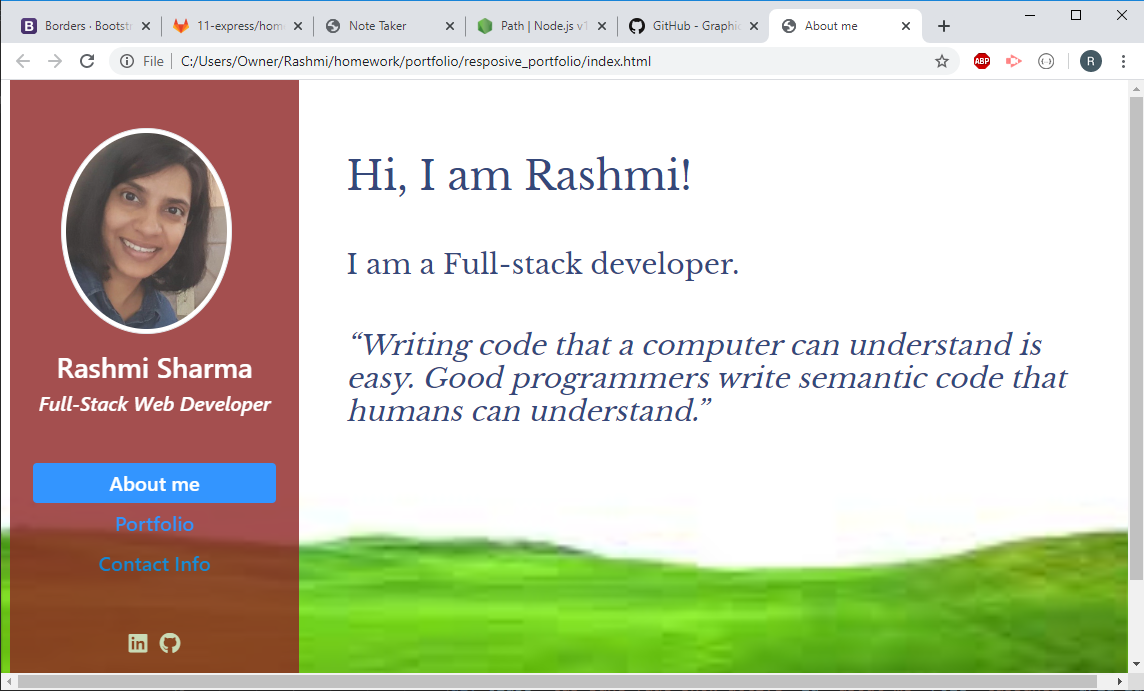 Borders · Bootst
11-express/home
Note Taker
Path | Node.js v1
GitHub - Graphic
About me
File
C:/Users/Owner/Rashmi/homework/portfolio/resposive_portfolio/index.html
ABP
R
Hi, I am Rashmi!
I am a Full-stack developer.
“Writing code that a computer can understand is
easy. Good programmers write semantic code that
humans can understand.”
Rashmi Sharma
Full-Stack Web Developer
About me
Portfolio
Contact Info